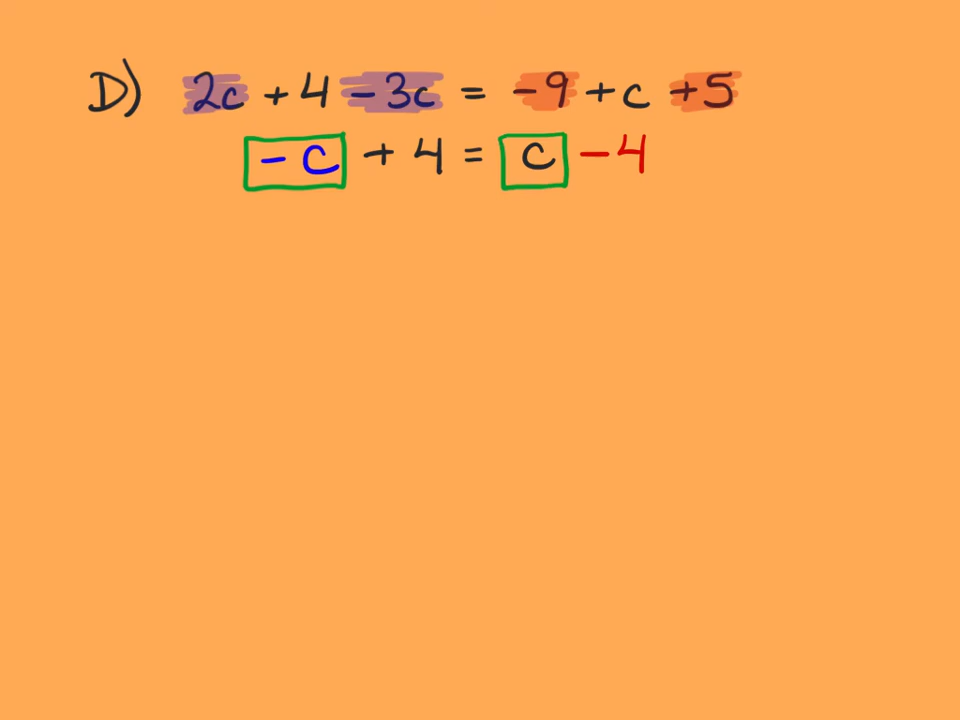 D) 2c + 4 - 3c = -9 + c + 5
- c + 4 = c - 4